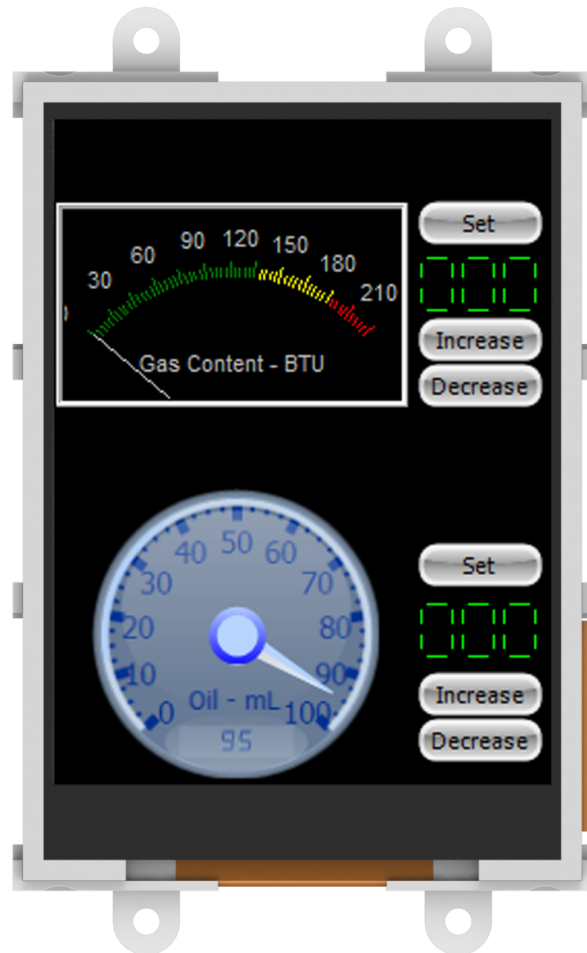 30 60 90 120 150 180 210
Gas Content - BTU
Set
Increase
Decrease
0 10 20 30 40 50 60 70 80 90 100
Oil - mL
95
Set
Increase
Decrease